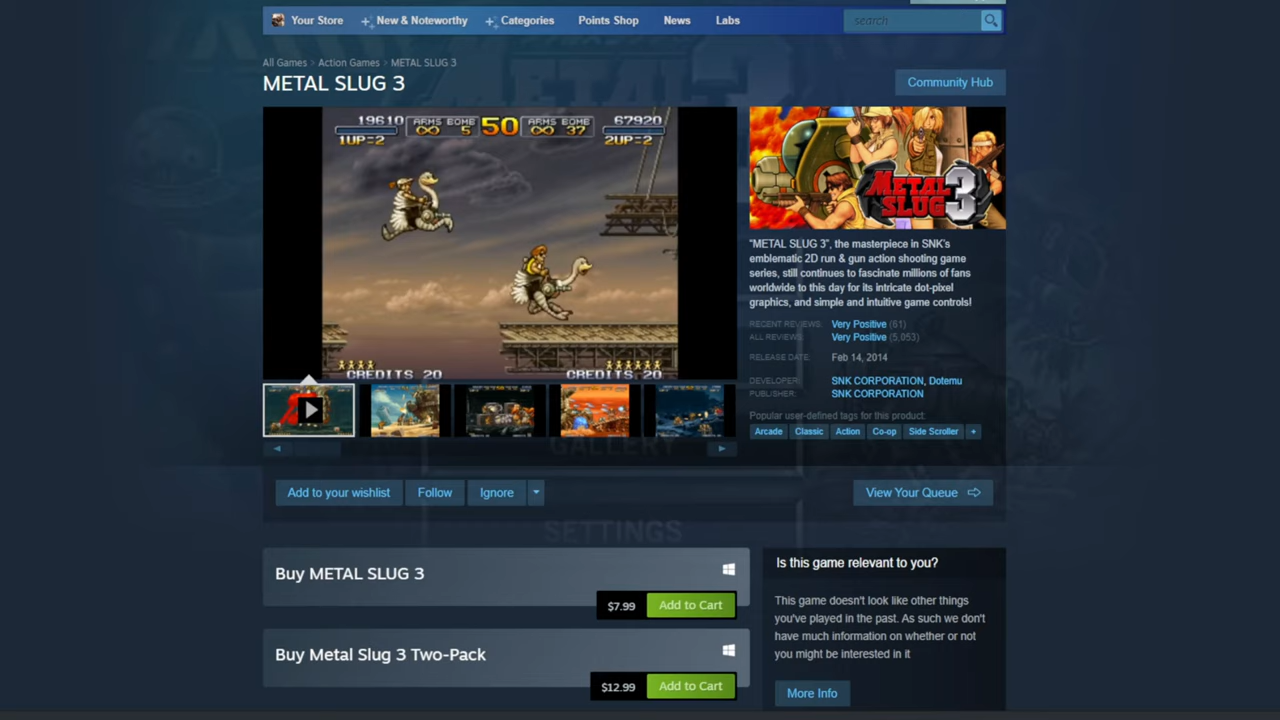 Your Store
New & Noteworthy
Categories
Points Shop
News
Labs
search
All Games > Action Games > METAL SLUG 3
METAL SLUG 3
Community Hub
19610
ARMS BOMB
∞ 5
50
ARMS BOMB
∞ 37
67920
1UP=2
2UP=2
CREDITS 20
CREDITS 20
METAL SLUG 3
"METAL SLUG 3", the masterpiece in SNK's
emblematic 2D run & gun action shooting game
series, still continues to fascinate millions of fans
worldwide to this day for its intricate dot-pixel
graphics, and simple and intuitive game controls!
RECENT REVIEWS: Very Positive (61)
ALL REVIEWS: Very Positive (5,053)
RELEASE DATE: Feb 14, 2014
DEVELOPER: SNK CORPORATION, Dotemu
PUBLISHER: SNK CORPORATION
Popular user-defined tags for this product:
Arcade Classic Action Co-op Side Scroller +
GALLERY
Add to your wishlist
Follow
Ignore
View Your Queue
SETTINGS
Buy METAL SLUG 3
$7.99
Add to Cart
Buy Metal Slug 3 Two-Pack
$12.99
Add to Cart
Is this game relevant to you?
This game doesn't look like other things
you've played in the past. As such we don't
have much information on whether or not
you might be interested in it
More Info